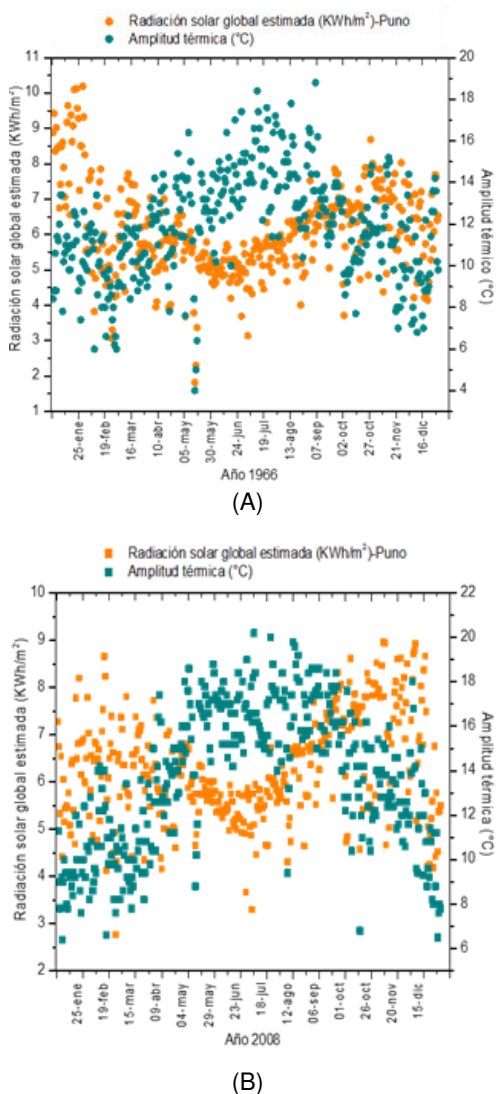 Radiación solar global estimada (KWh/m²)-Puno
Amplitud térmica (°C)
Radiación solar global estimada (KWh/m²)
11
10
9
8
7
6
5
4
3
2
1
20
18
16
14
12
10
8
6
4
Amplitud térmico (°C)
25-ene
19-feb
16-mar
10-abr
05-may
30-may
24-jun
19-jul
13-ago
07-sep
02-oct
27-oct
21-nov
16-dic
Año 1966
(A)
Radiación solar global estimada (KWh/m²)-Puno
Amplitud térmica (°C)
Radiación solar global estimada (KWh/m²)
10
9
8
7
6
5
4
3
2
22
20
18
16
14
12
10
8
6
Amplitud térmica (°C)
25-ene
19-feb
15-mar
09-abr
04-may
29-may
23-jun
18-jul
12-ago
06-sep
01-oct
26-oct
20-nov
15-dic
Año 2008
(B)